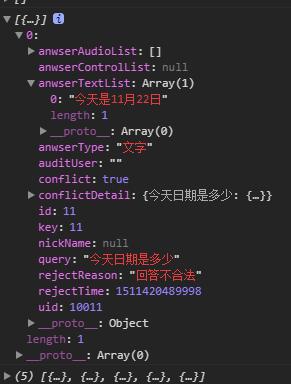 [{…}] i
0:
anwserAudioList: []
anwserControlList: null
anwserTextList: Array(1)
0: "今天是11月22日"
length: 1
__proto__: Array(0)
anwserType: "文字"
auditUser: ""
conflict: true
conflictDetail: {今天日期是多少: {…}}
id: 11
key: 11
nickName: null
query: "今天日期是多少"
rejectReason: "回答不合法"
rejectTime: 1511420489998
uid: 10011
__proto__: Object
length: 1
__proto__: Array(0)
(5) [{…}, {…}, {…}, {…}, {…}]